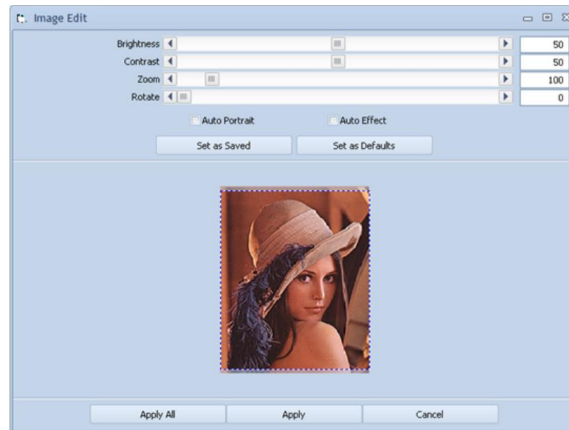 Image Edit
Brightness 50
Contrast 50
Zoom 100
Rotate 0
Auto Portrait Auto Effect
Set as Saved Set as Defaults
Apply All Apply Cancel